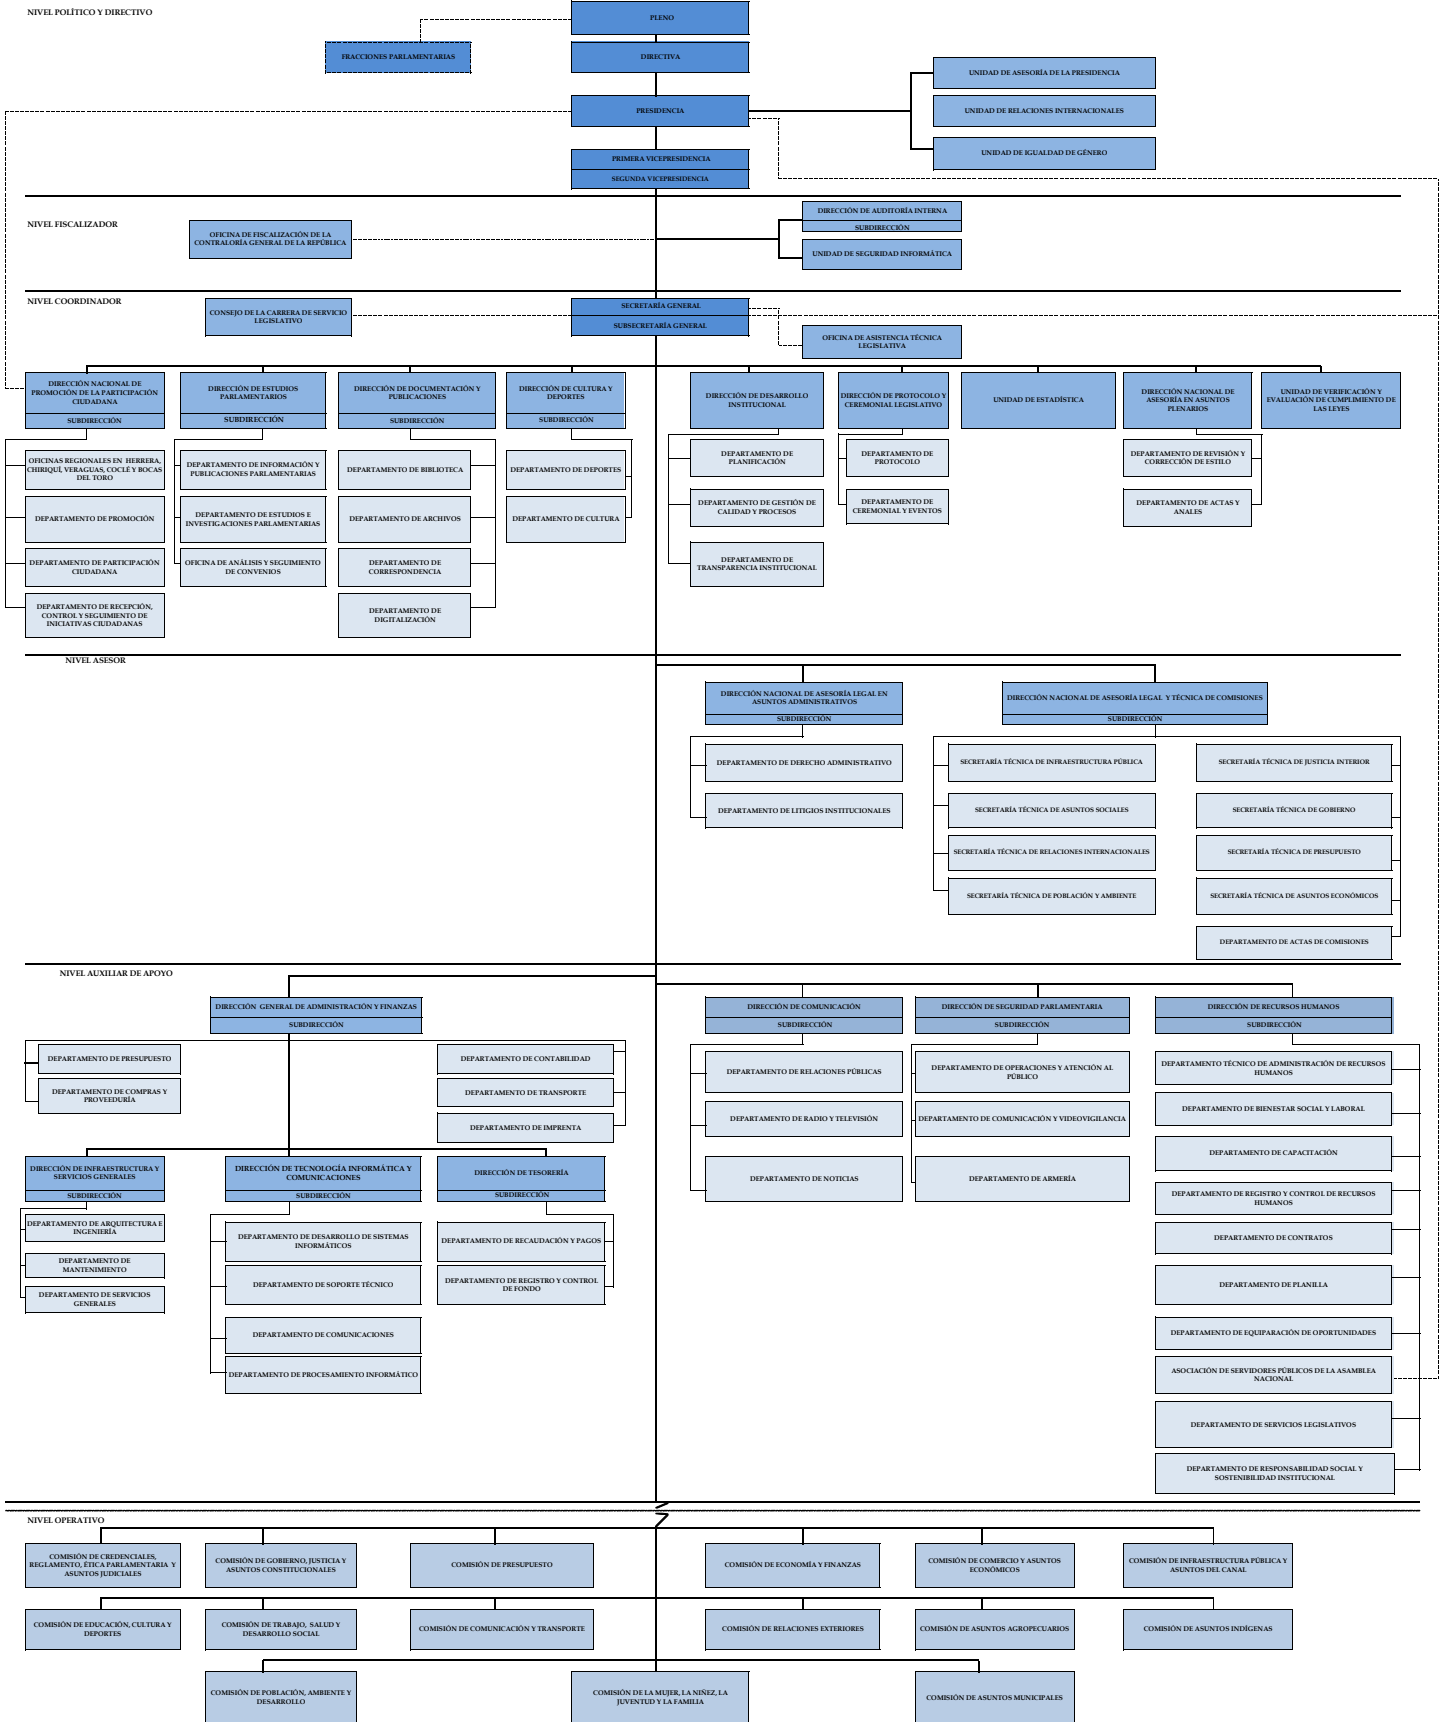 NIVEL POLÍTICO Y DIRECTIVO
PLENO
FRACCIONES PARLAMENTARIAS
DIRECTIVA
UNIDAD DE ASESORÍA DE LA PRESIDENCIA
PRESIDENCIA
UNIDAD DE RELACIONES INTERNACIONALES
UNIDAD DE IGUALDAD DE GÉNERO
PRIMERA VICEPRESIDENCIA
SEGUNDA VICEPRESIDENCIA
NIVEL FISCALIZADOR
OFICINA DE FISCALIZACIÓN DE LA
CONTRALORÍA GENERAL DE LA REPÚBLICA
DIRECCIÓN DE AUDITORÍA INTERNA
SUBDIRECCIÓN
UNIDAD DE SEGURIDAD INFORMÁTICA
NIVEL COORDINADOR
CONSEJO DE LA CARRERA DE SERVICIO
LEGISLATIVO
SECRETARÍA GENERAL
SUBSECRETARÍA GENERAL
OFICINA DE ASISTENCIA TÉCNICA
LEGISLATIVA
DIRECCIÓN NACIONAL DE
PROMOCIÓN DE LA PARTICIPACIÓN
CIUDADANA
SUBDIRECCIÓN
DIRECCIÓN DE ESTUDIOS
PARLAMENTARIOS
SUBDIRECCIÓN
DIRECCIÓN DE DOCUMENTACIÓN Y
PUBLICACIONES
SUBDIRECCIÓN
DIRECCIÓN DE CULTURA Y
DEPORTES
SUBDIRECCIÓN
DIRECCIÓN DE DESARROLLO
INSTITUCIONAL
DIRECCIÓN DE PROTOCOLO Y
CEREMONIAL LEGISLATIVO
UNIDAD DE ESTADÍSTICA
DIRECCIÓN NACIONAL DE
ASESORÍA EN ASUNTOS
PLENARIOS
UNIDAD DE VERIFICACIÓN Y
EVALUACIÓN DE CUMPLIMIENTO DE
LAS LEYES
OFICINAS REGIONALES EN HERRERA,
CHIRIQUÍ, VERAGUAS, COCLÉ Y BOCAS
DEL TORO
DEPARTAMENTO DE PROMOCIÓN
DEPARTAMENTO DE PARTICIPACIÓN
CIUDADANA
DEPARTAMENTO DE RECEPCIÓN,
CONTROL Y SEGUIMIENTO DE
INICIATIVAS CIUDADANAS
DEPARTAMENTO DE INFORMACIÓN Y
PUBLICACIONES PARLAMENTARIAS
DEPARTAMENTO DE ESTUDIOS E
INVESTIGACIONES PARLAMENTARIAS
OFICINA DE ANÁLISIS Y SEGUIMIENTO
DE CONVENIOS
DEPARTAMENTO DE BIBLIOTECA
DEPARTAMENTO DE ARCHIVOS
DEPARTAMENTO DE
CORRESPONDENCIA
DEPARTAMENTO DE
DIGITALIZACIÓN
DEPARTAMENTO DE DEPORTES
DEPARTAMENTO DE CULTURA
DEPARTAMENTO DE
PLANIFICACIÓN
DEPARTAMENTO DE GESTIÓN DE
CALIDAD Y PROCESOS
DEPARTAMENTO DE
TRANSPARENCIA INSTITUCIONAL
DEPARTAMENTO DE
PROTOCOLO
DEPARTAMENTO DE
CEREMONIAL Y EVENTOS
DEPARTAMENTO DE REVISIÓN Y
CORRECCIÓN DE ESTILO
DEPARTAMENTO DE ACTAS Y
ANALES
NIVEL ASESOR
DIRECCIÓN NACIONAL DE ASESORÍA LEGAL EN
ASUNTOS ADMINISTRATIVOS
SUBDIRECCIÓN
DIRECCIÓN NACIONAL DE ASESORÍA LEGAL Y TÉCNICA DE COMISIONES
SUBDIRECCIÓN
DEPARTAMENTO DE DERECHO ADMINISTRATIVO
DEPARTAMENTO DE LITIGIOS INSTITUCIONALES
SECRETARÍA TÉCNICA DE INFRAESTRUCTURA PÚBLICA
SECRETARÍA TÉCNICA DE ASUNTOS SOCIALES
SECRETARÍA TÉCNICA DE RELACIONES INTERNACIONALES
SECRETARÍA TÉCNICA DE POBLACIÓN Y AMBIENTE
SECRETARÍA TÉCNICA DE JUSTICIA INTERIOR
SECRETARÍA TÉCNICA DE GOBIERNO
SECRETARÍA TÉCNICA DE PRESUPUESTO
SECRETARÍA TÉCNICA DE ASUNTOS ECONÓMICOS
DEPARTAMENTO DE ACTAS DE COMISIONES
NIVEL AUXILIAR DE APOYO
DIRECCIÓN GENERAL DE ADMINISTRACIÓN Y FINANZAS
SUBDIRECCIÓN
DIRECCIÓN DE COMUNICACIÓN
SUBDIRECCIÓN
DIRECCIÓN DE SEGURIDAD PARLAMENTARIA
SUBDIRECCIÓN
DIRECCIÓN DE RECURSOS HUMANOS
SUBDIRECCIÓN
DEPARTAMENTO DE PRESUPUESTO
DEPARTAMENTO DE COMPRAS Y
PROVEEDURÍA
DEPARTAMENTO DE CONTABILIDAD
DEPARTAMENTO DE TRANSPORTE
DEPARTAMENTO DE IMPRENTA
DIRECCIÓN DE INFRAESTRUCTURA Y
SERVICIOS GENERALES
SUBDIRECCIÓN
DIRECCIÓN DE TECNOLOGÍA INFORMÁTICA Y
COMUNICACIONES
SUBDIRECCIÓN
DIRECCIÓN DE TESORERÍA
SUBDIRECCIÓN
DEPARTAMENTO DE ARQUITECTURA E
INGENIERÍA
DEPARTAMENTO DE
MANTENIMIENTO
DEPARTAMENTO DE SERVICIOS
GENERALES
DEPARTAMENTO DE DESARROLLO DE SISTEMAS
INFORMÁTICOS
DEPARTAMENTO DE SOPORTE TÉCNICO
DEPARTAMENTO DE COMUNICACIONES
DEPARTAMENTO DE PROCESAMIENTO INFORMÁTICO
DEPARTAMENTO DE RECAUDACIÓN Y PAGOS
DEPARTAMENTO DE REGISTRO Y CONTROL
DE FONDO
DEPARTAMENTO DE RELACIONES PÚBLICAS
DEPARTAMENTO DE RADIO Y TELEVISIÓN
DEPARTAMENTO DE NOTICIAS
DEPARTAMENTO DE OPERACIONES Y ATENCIÓN AL
PÚBLICO
DEPARTAMENTO DE COMUNICACIÓN Y VIDEOVIGILANCIA
DEPARTAMENTO DE ARMERÍA
DEPARTAMENTO TÉCNICO DE ADMINISTRACIÓN DE RECURSOS
HUMANOS
DEPARTAMENTO DE BIENESTAR SOCIAL Y LABORAL
DEPARTAMENTO DE CAPACITACIÓN
DEPARTAMENTO DE REGISTRO Y CONTROL DE RECURSOS
HUMANOS
DEPARTAMENTO DE CONTRATOS
DEPARTAMENTO DE PLANILLA
DEPARTAMENTO DE EQUIPARACIÓN DE OPORTUNIDADES
ASOCIACIÓN DE SERVIDORES PÚBLICOS DE LA ASAMBLEA
NACIONAL
DEPARTAMENTO DE SERVICIOS LEGISLATIVOS
DEPARTAMENTO DE RESPONSABILIDAD SOCIAL Y
SOSTENIBILIDAD INSTITUCIONAL
NIVEL OPERATIVO
COMISIÓN DE CREDENCIALES,
REGLAMENTO, ÉTICA PARLAMENTARIA Y
ASUNTOS JUDICIALES
COMISIÓN DE GOBIERNO, JUSTICIA Y
ASUNTOS CONSTITUCIONALES
COMISIÓN DE PRESUPUESTO
COMISIÓN DE ECONOMÍA Y FINANZAS
COMISIÓN DE COMERCIO Y ASUNTOS
ECONÓMICOS
COMISIÓN DE INFRAESTRUCTURA PÚBLICA Y
ASUNTOS DEL CANAL
COMISIÓN DE EDUCACIÓN, CULTURA Y
DEPORTES
COMISIÓN DE TRABAJO, SALUD Y
DESARROLLO SOCIAL
COMISIÓN DE COMUNICACIÓN Y TRANSPORTE
COMISIÓN DE RELACIONES EXTERIORES
COMISIÓN DE ASUNTOS AGROPECUARIOS
COMISIÓN DE ASUNTOS INDÍGENAS
COMISIÓN DE POBLACIÓN, AMBIENTE Y
DESARROLLO
COMISIÓN DE LA MUJER, LA NIÑEZ, LA
JUVENTUD Y LA FAMILIA
COMISIÓN DE ASUNTOS MUNICIPALES